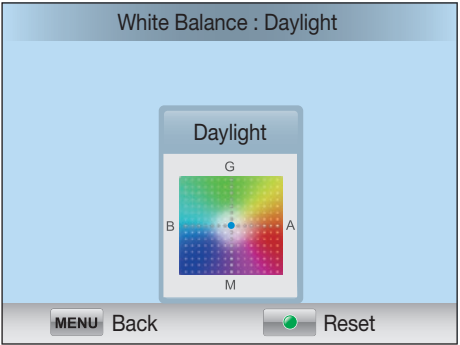 White Balance : Daylight
Daylight
G
B A
M
MENU Back Reset